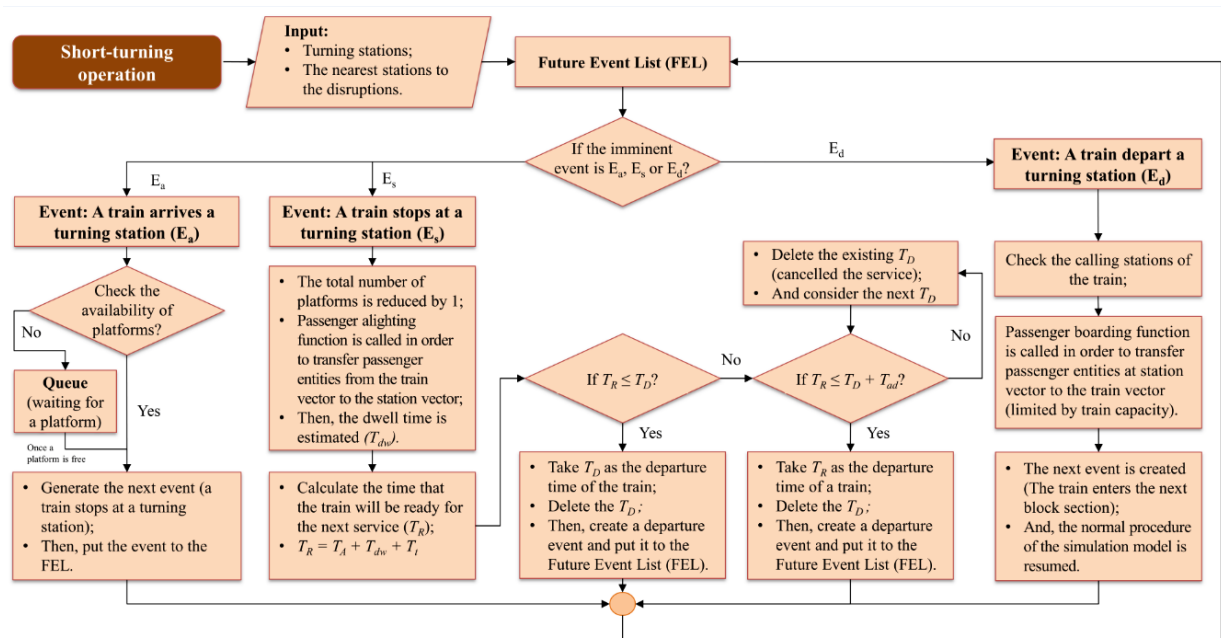 Short-turning
operation
Input:
• Turning stations;
• The nearest stations to
the disruptions.
Future Event List (FEL)
If the imminent
event is Ea, Es or Ed?
Ea
Es
Ed
Event: A train arrives a
turning station (Ea)
Check the
availability of
platforms?
No
Yes
Queue
(waiting for
a platform)
Once a
platform is free
• Generate the next event (a
train stops at a turning
station);
• Then, put the event to the
FEL.
Event: A train stops at a
turning station (Es)
• The total number of
platforms is reduced by 1;
• Passenger alighting
function is called in order
to transfer passenger
entities from the train
vector to the station vector;
• Then, the dwell time is
estimated (Tdw).
• Calculate the time that
the train will be ready for
the next service (TR);
• TR = TA + Tdw + TI
If TR ≤ TD?
No
Yes
• Take TD as the departure
time of the train;
• Delete the TD;
• Then, create a departure
event and put it to the
Future Event List (FEL).
• Delete the existing TD
(cancelled the service);
• And consider the next TD
If TR ≤ TD + Tad?
No
Yes
• Take TR as the departure
time of a train;
• Delete the TD;
• Then, create a departure
event and put it to the
Future Event List (FEL).
Event: A train depart a
turning station (Ed)
Check the calling stations of
the train;
Passenger boarding function
is called in order to transfer
passenger entities at station
vector to the train vector
(limited by train capacity).
• The next event is created
(The train enters the next
block section);
• And, the normal procedure
of the simulation model is
resumed.